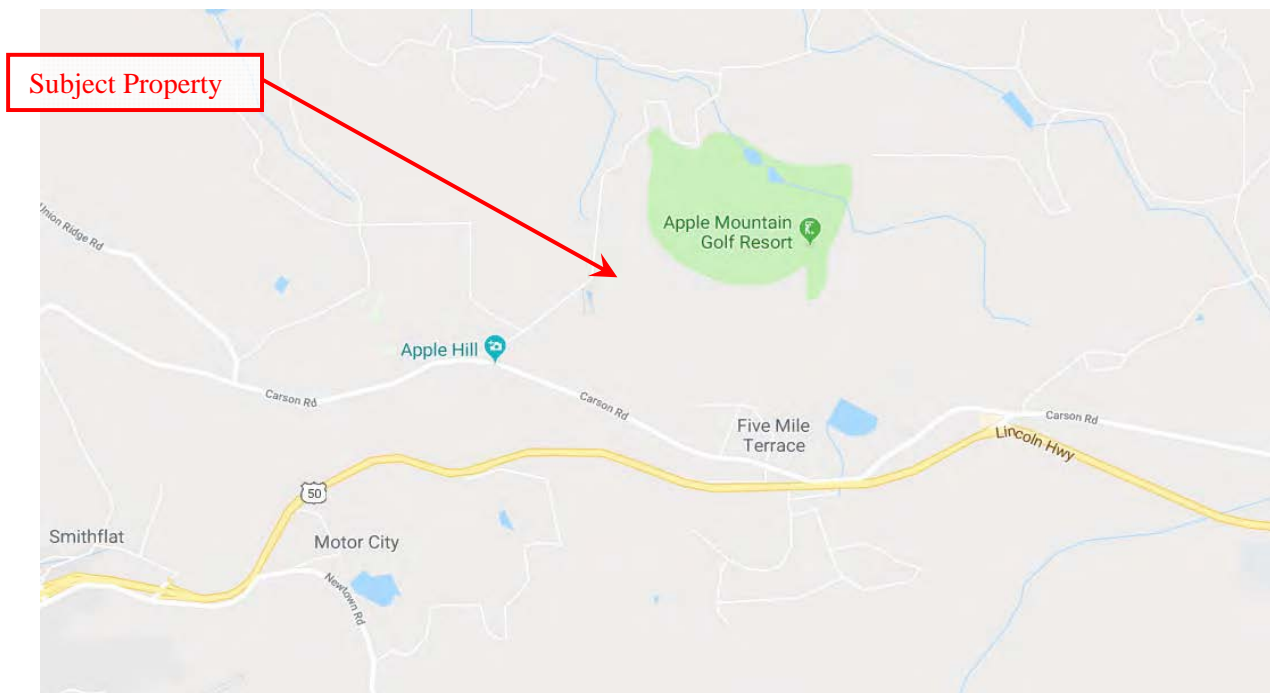 Subject Property
Union Ridge Rd
Apple Mountain
Golf Resort
Apple Hill
Carson Rd
Carson Rd
Five Mile
Terrace
Carson Rd
Lincoln Hwy
50
Smithflat
Motor City
Newtown Rd